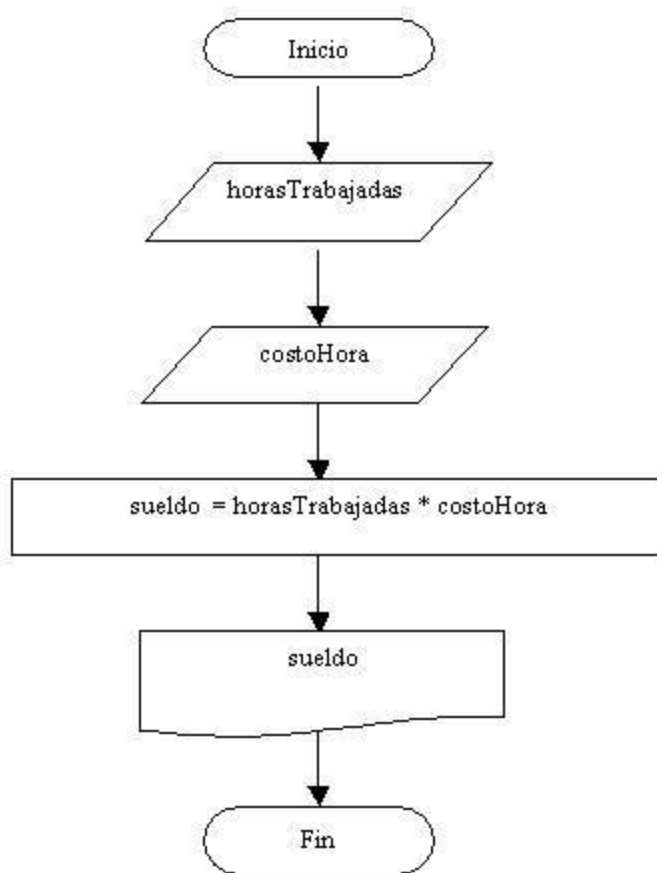 Inicio
horasTrabajadas
costoHora
sueldo = horasTrabajadas * costoHora
sueldo
Fin